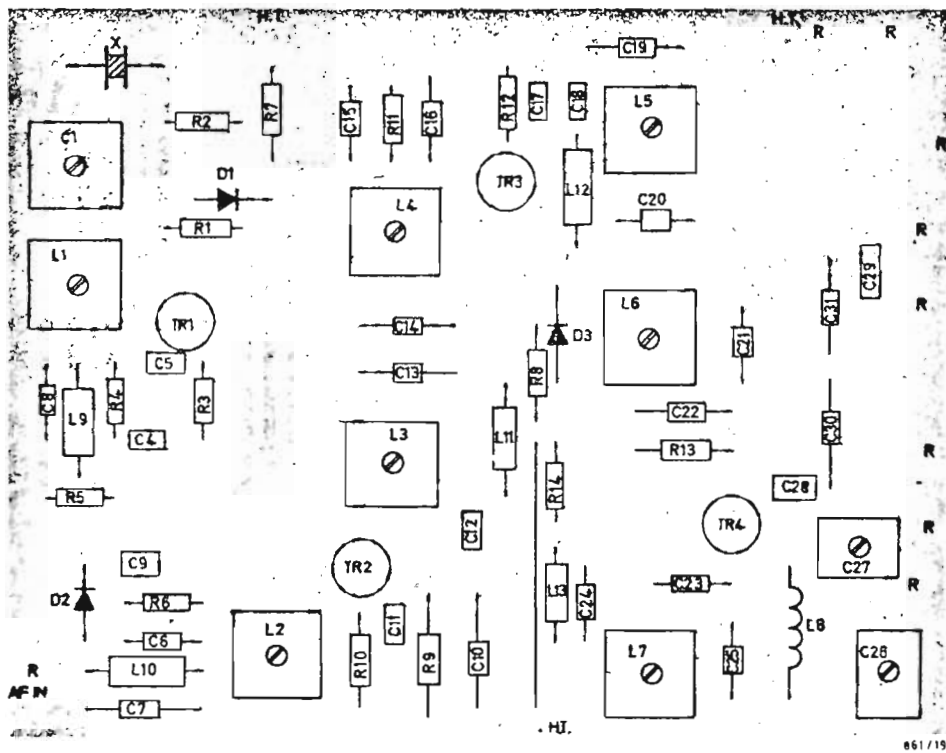 H.T. H.T.
R R
X
C19
R2 R7 C15 R11 C16 R12 C17 C18 L5
C1
R
D1 TR3 L12
L4 C20
R1 R
L1 C29
C31
L6 R
TR1 C14 D3 C21
C5
C13 R8
C8 L9 R4 R3
C22
C4 L3 L11 C30
R13 R
R5 R14 C28
C12 TR4 R
C9 TR2 C27
D2 R6 L13 C24 C23 R
C11
C6 L2 L8
R10 R9 C10 L7 C26
R L10
AF IN
C7
H.T.